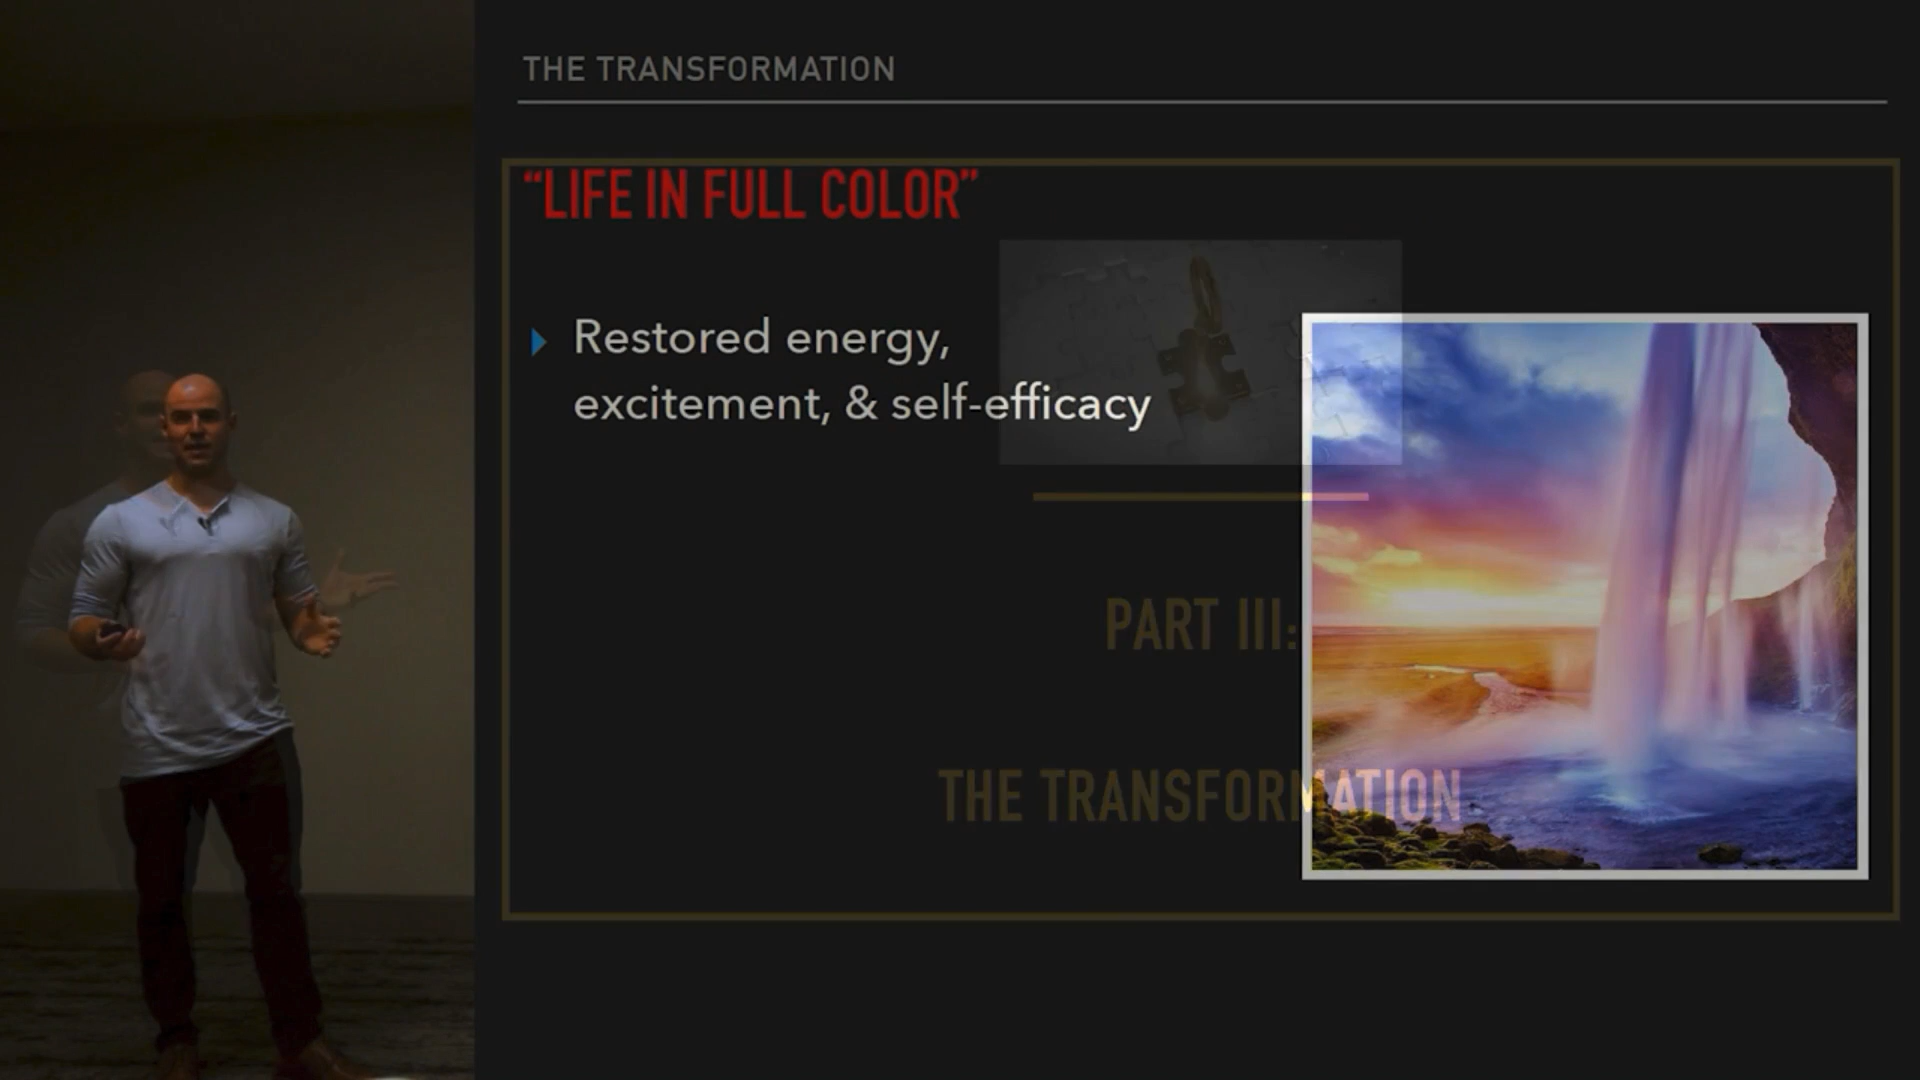 THE TRANSFORMATION
“LIFE IN FULL COLOR”
Restored energy,
excitement, & self-efficacy
PART III:
THE TRANSFORMATION